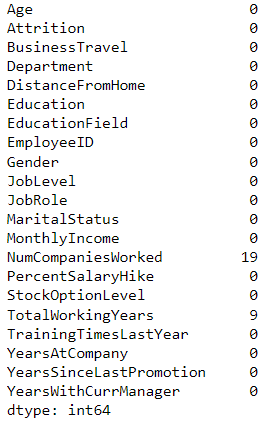 Age 0
Attrition 0
BusinessTravel 0
Department 0
DistanceFromHome 0
Education 0
EducationField 0
EmployeeID 0
Gender 0
JobLevel 0
JobRole 0
MaritalStatus 0
MonthlyIncome 0
NumCompaniesWorked 19
PercentSalaryHike 0
StockOptionLevel 0
TotalWorkingYears 9
TrainingTimesLastYear 0
YearsAtCompany 0
YearsSinceLastPromotion 0
YearsWithCurrManager 0
dtype: int64